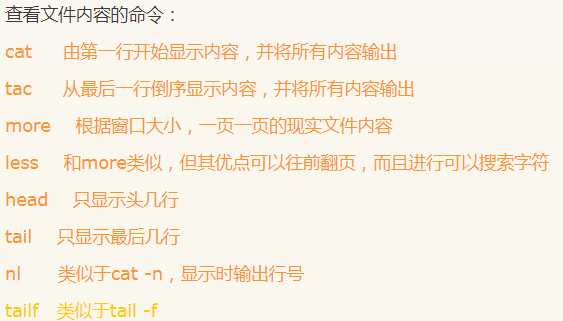 查看文件内容的命令：
cat 由第一行开始显示内容，并将所有内容输出
tac 从最后一行倒序显示内容，并将所有内容输出
more 根据窗口大小，一页一页的现实文件内容
less 和more类似，但其优点可以往前翻页，而且进行可以搜索字符
head 只显示头几行
tail 只显示最后几行
nl 类似于cat -n，显示时输出行号
tailf 类似于tail -f